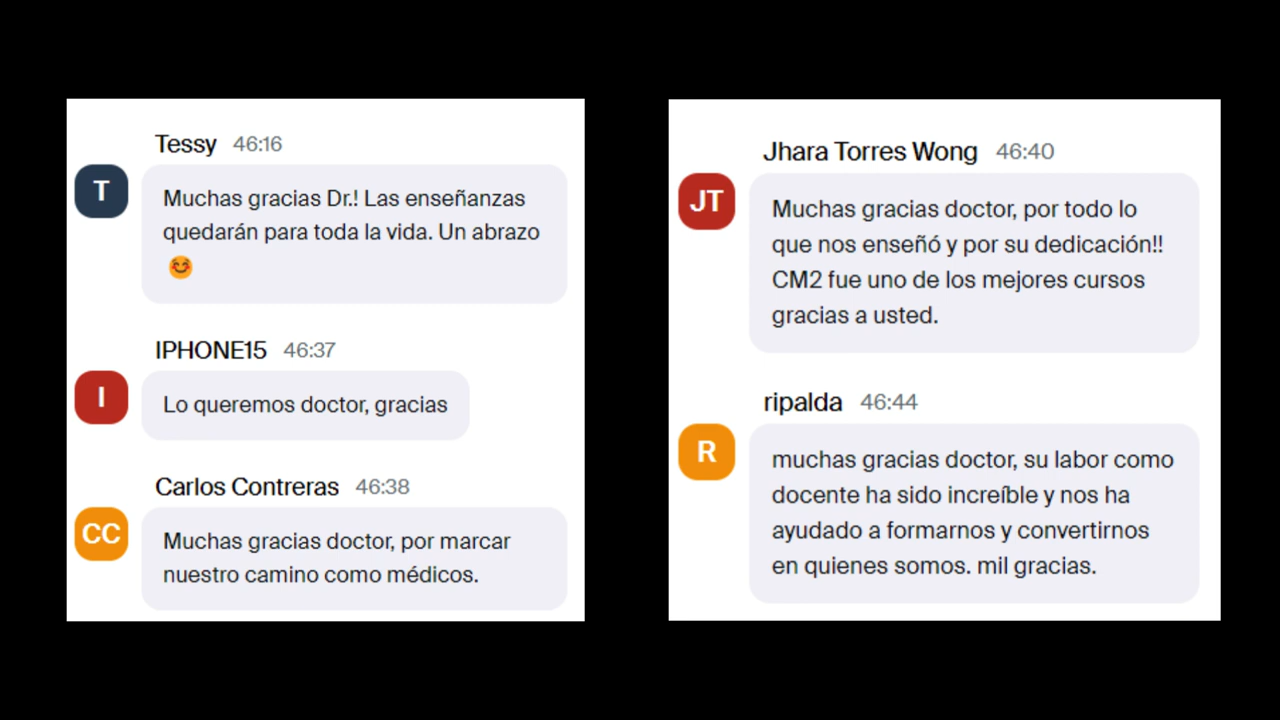 Tessy 46:16
T
Muchas gracias Dr.! Las enseñanzas
quedarán para toda la vida. Un abrazo
😊
IPHONE15 46:37
I
Lo queremos doctor, gracias
Carlos Contreras 46:38
CC
Muchas gracias doctor, por marcar
nuestro camino como médicos.
Jhara Torres Wong 46:40
JT
Muchas gracias doctor, por todo lo
que nos enseñó y por su dedicación!!
CM2 fue uno de los mejores cursos
gracias a usted.
ripalda 46:44
R
muchas gracias doctor, su labor como
docente ha sido increíble y nos ha
ayudado a formarnos y convertirnos
en quienes somos. mil gracias.